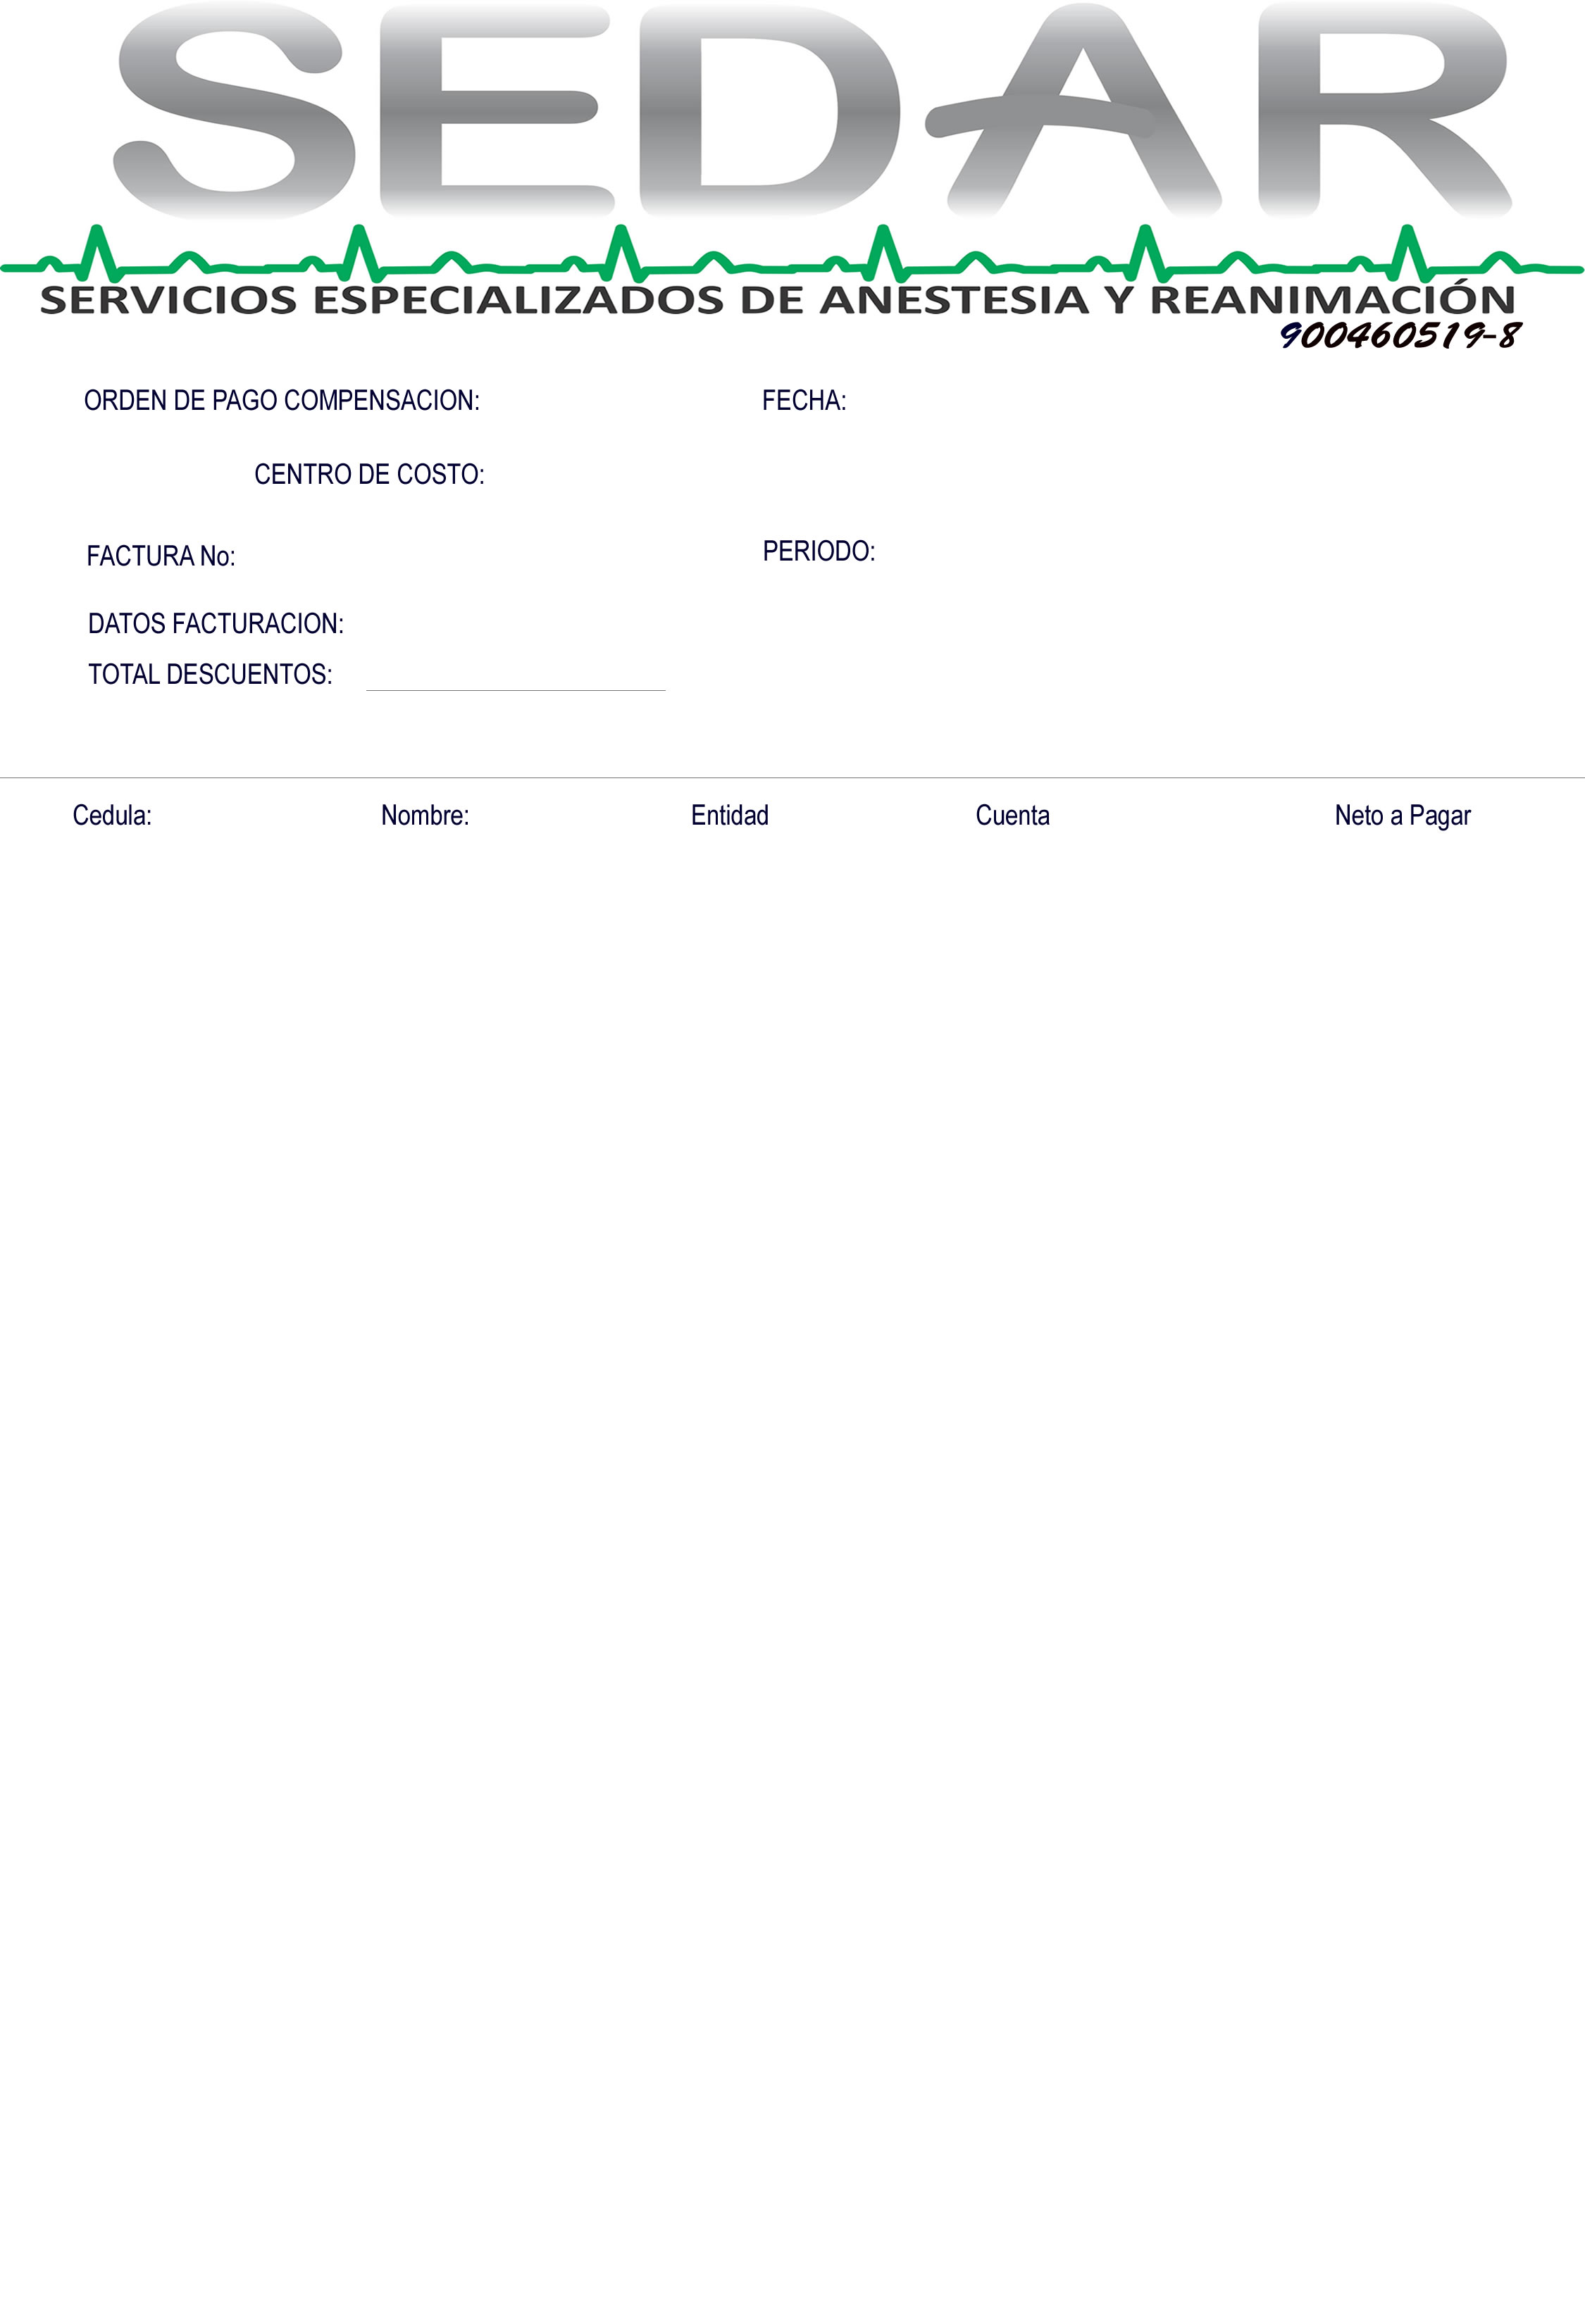 SEDAR
SERVICIOS ESPECIALIZADOS DE ANESTESIA Y REANIMACIÓN
900460519-8
ORDEN DE PAGO COMPENSACION: FECHA:
CENTRO DE COSTO:
FACTURA No: PERIODO:
DATOS FACTURACION:
TOTAL DESCUENTOS:
Cedula: Nombre: Entidad Cuenta Neto a Pagar